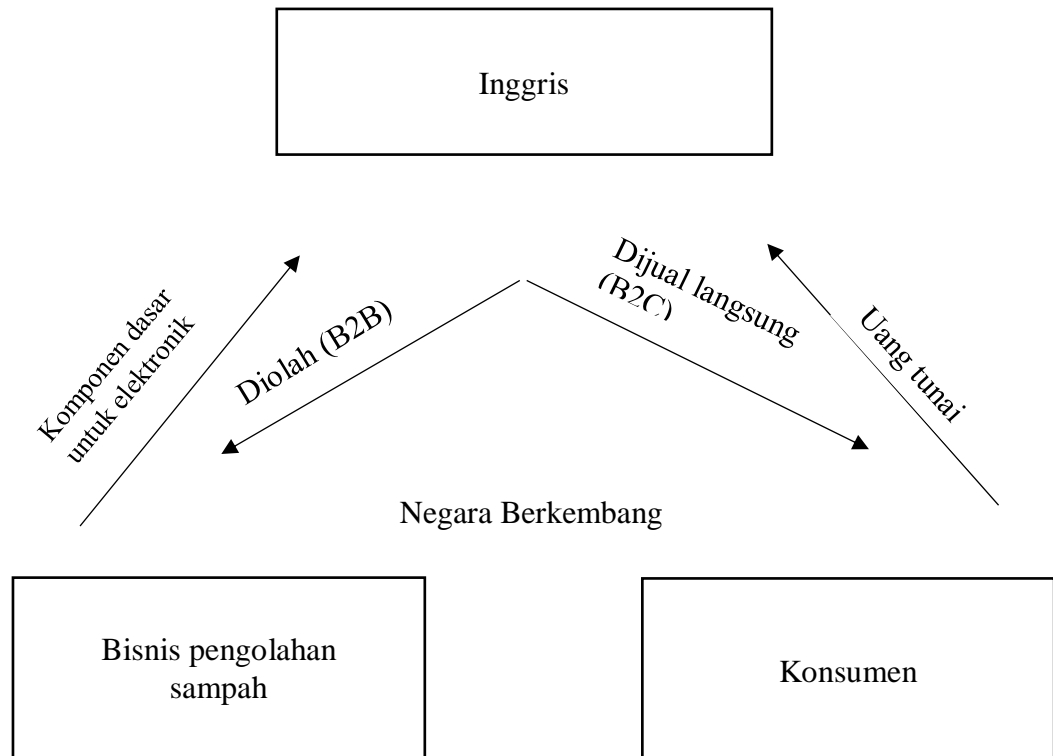 Inggris
Komponen dasar
untuk elektronik
Diolah (B2B)
Dijual langsung
(B2C)
Uang tunai
Negara Berkembang
Bisnis pengolahan
sampah
Konsumen